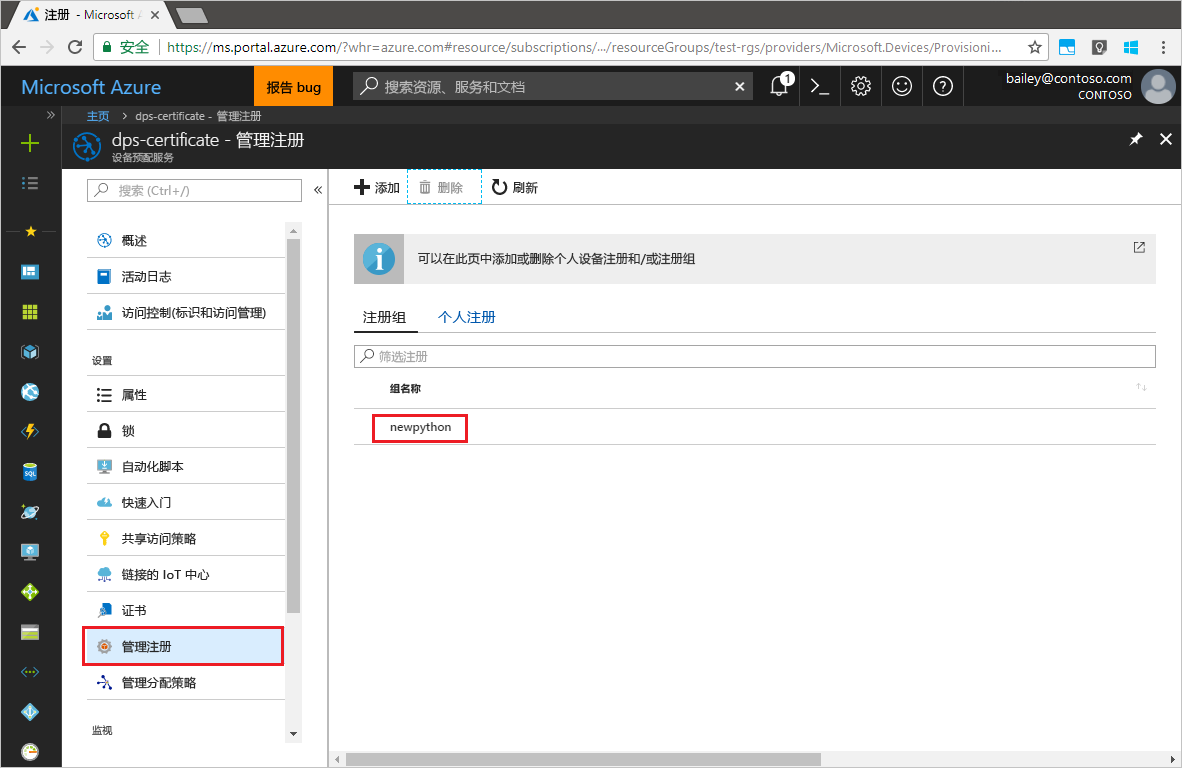 注册 - Microsoft A
安全 https://ms.portal.azure.com/?whr=azure.com#resource/subscriptions/.../resourceGroups/test-rgs/providers/Microsoft.Devices/Provisioni...
Microsoft Azure
报告 bug
搜索资源、服务和文档
1
bailey@contoso.com
CONTOSO
主页 > dps-certificate - 管理注册
dps-certificate - 管理注册
设备预配服务
搜索 (Ctrl+/)
添加
删除
刷新
概述
活动日志
访问控制(标识和访问管理)
设置
属性
锁
自动化脚本
快速入门
共享访问策略
链接的 IoT 中心
证书
管理注册
管理分配策略
监视
可以在此页中添加或删除个人设备注册和/或注册组
注册组
个人注册
筛选注册
组名称
newpython
SQL